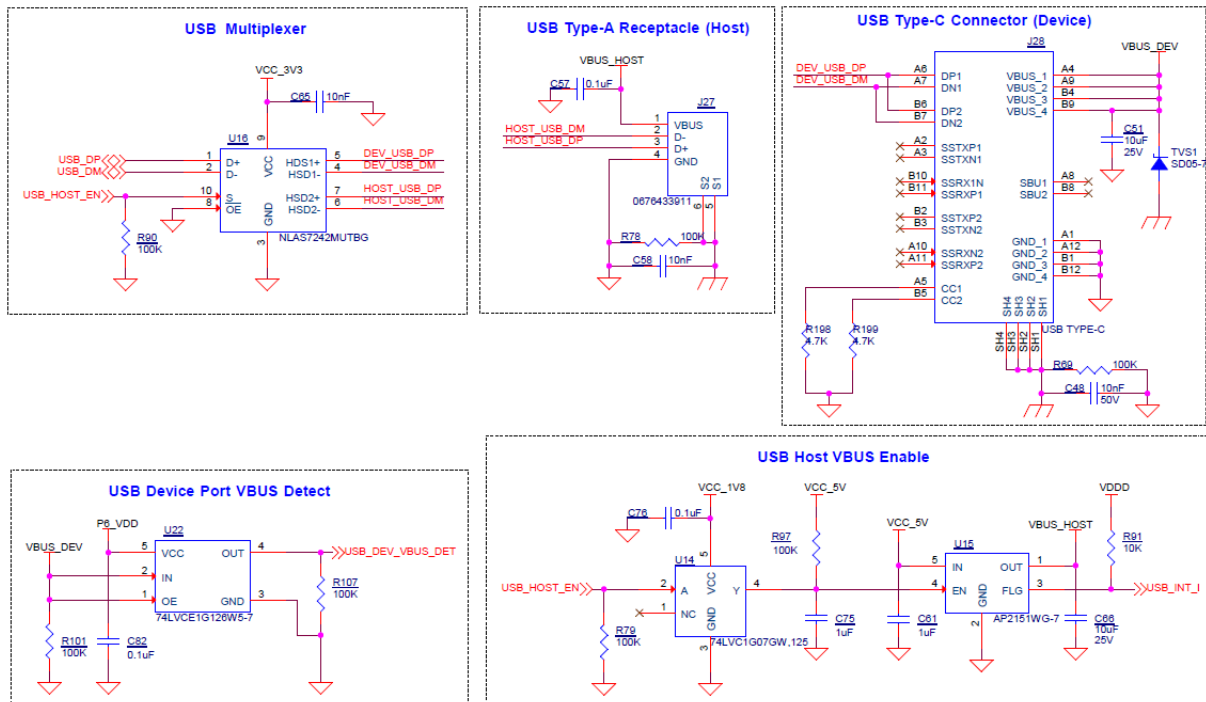 USB Multiplexer
VCC_3V3
C65
10nF
U16
9
VCC
USB_DP
1
D+
HDS1+
5
DEV_USB_DP
USB_DM
2
D-
HSD1-
4
DEV_USB_DM
USB_HOST_EN
10
S
HSD2+
7
HOST_USB_DP
8
OE
HSD2-
6
HOST_USB_DM
GND
3
NLAS7242MUTBG
R90
100K
USB Type-A Receptacle (Host)
VBUS_HOST
C57
0.1uF
J27
1
VBUS
HOST_USB_DM
2
D-
HOST_USB_DP
3
D+
4
GND
S2
S1
0676433911
6
5
R78
100K
C58
10nF
USB Type-C Connector (Device)
J28
VBUS_DEV
DEV_USB_DP
A6
DP1
VBUS_1
A4
DEV_USB_DM
A7
DN1
VBUS_2
A9
VBUS_3
B4
B6
DP2
VBUS_4
B9
B7
DN2
C51
10uF
25V
TVS1
SD05-7
A2
SSTXP1
A3
SSTXN1
B10
SSRX1N
SBU1
A8
B11
SSRXP1
SBU2
B8
B2
SSTXP2
B3
SSTXN2
GND_1
A1
A10
SSRXN2
GND_2
A12
A11
SSRXP2
GND_3
B1
GND_4
B12
A5
CC1
B5
CC2
SH4
SH3
SH2
SH1
USB TYPE-C
SH4
SH3
SH2
SH1
R198
4.7K
R199
4.7K
R69
100K
C48
10nF
50V
USB Device Port VBUS Detect
P6_VDD
VBUS_DEV
U22
5
VCC
OUT
4
USB_DEV_VBUS_DET
2
IN
1
OE
GND
3
74LVCE1G126W5-7
R107
100K
R101
100K
C82
0.1uF
USB Host VBUS Enable
VCC_1V8
C76
0.1uF
U14
5
VCC
USB_HOST_EN
2
A
Y
4
1
NC
GND
3
74LVC1G07GW,125
R79
100K
VCC_5V
R97
100K
C75
1uF
VCC_5V
C61
1uF
U15
5
IN
OUT
1
4
EN
FLG
3
GND
2
AP2151WG-7
VBUS_HOST
VDDD
R91
10K
USB_INT_I
C66
10uF
25V